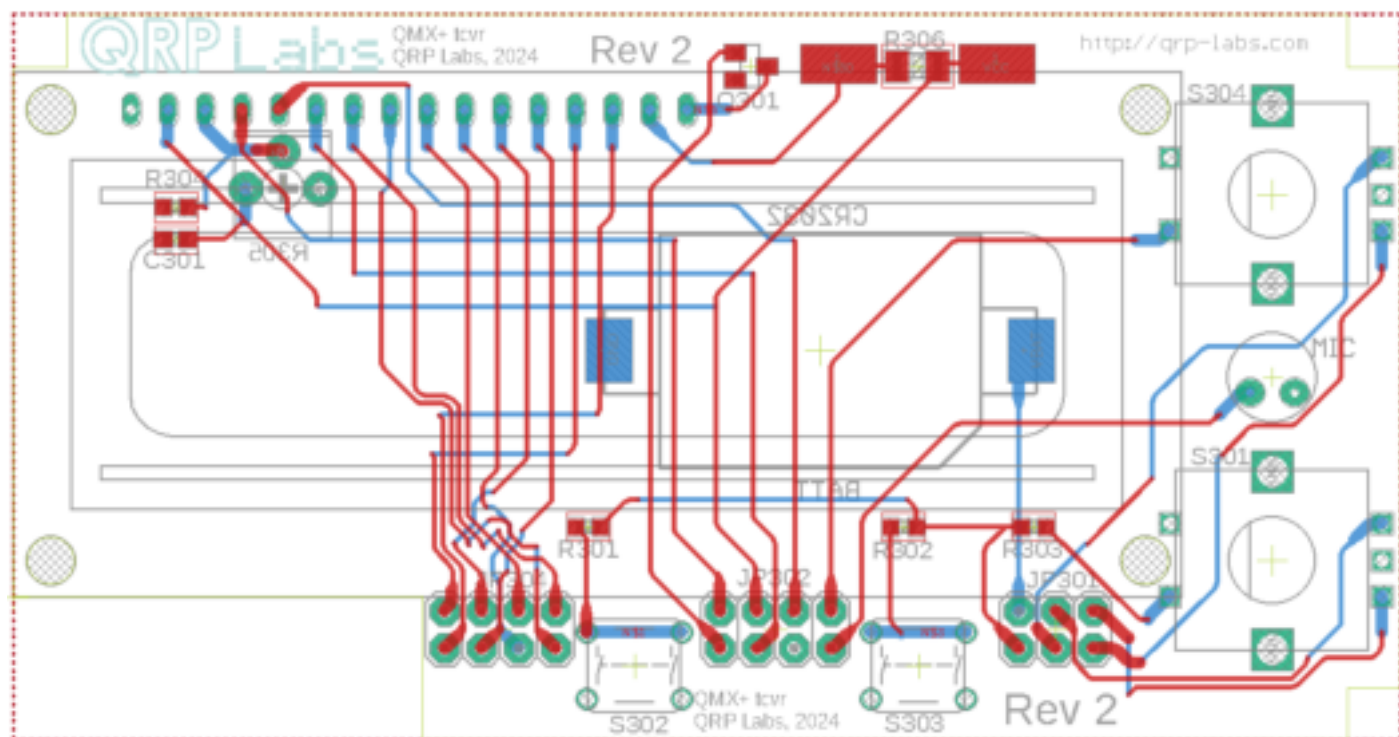 QRP Labs
QMX+ tcvr
QRP Labs, 2024
Rev 2
R306
http://qrp-labs.com
Q301
S304
R304
CR2032
C301
R305
MIC
S301
BATT
R301
R302
R303
JP304
JP302
JP301
QMX+ tcvr
QRP Labs, 2024
S302
S303
Rev 2